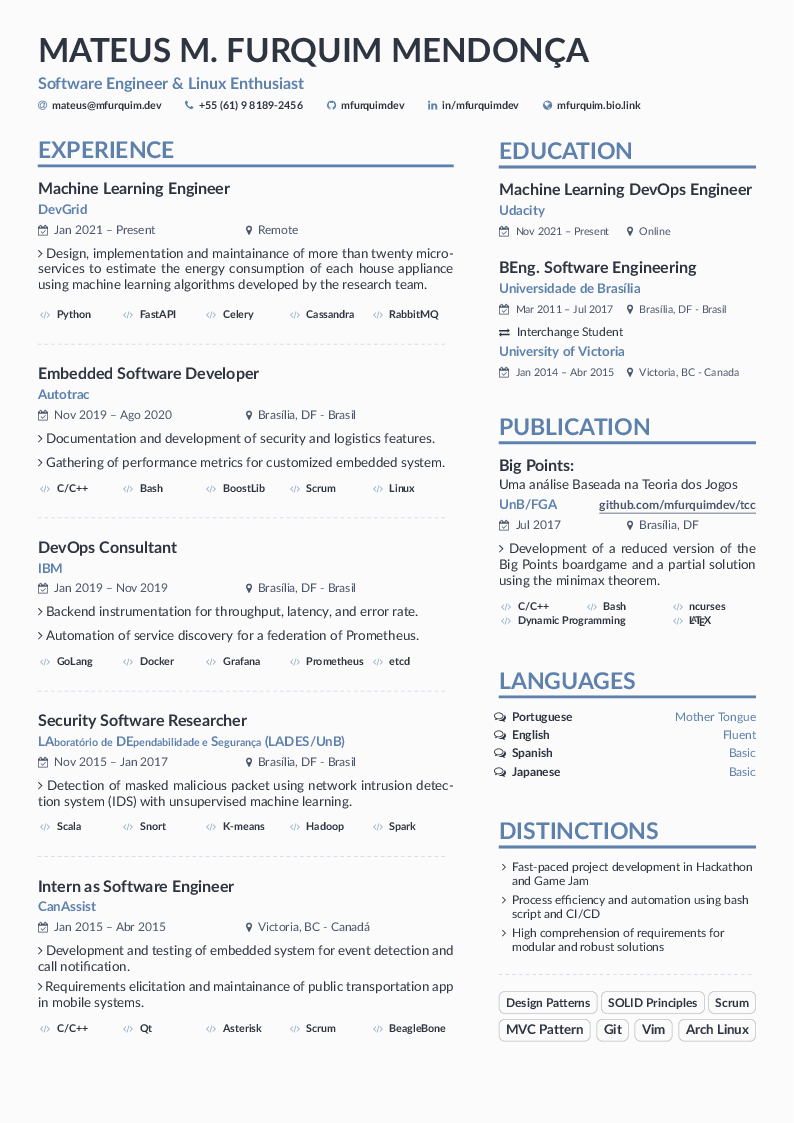 MATEUS M. FURQUIM MENDONÇA
Software Engineer & Linux Enthusiast
mateus@mfurquim.dev +55 (61) 9 8189-2456 mfurquimdev in/mfurquimdev mfurquim.bio.link
EXPERIENCE
Machine Learning Engineer
DevGrid
Jan 2021 – Present Remote
› Design, implementation and maintainance of more than twenty micro-
services to estimate the energy consumption of each house appliance
using machine learning algorithms developed by the research team.
</> Python </> FastAPI </> Celery </> Cassandra </> RabbitMQ
Embedded Software Developer
Autotrac
Nov 2019 – Ago 2020 Brasília, DF - Brasil
› Documentation and development of security and logistics features.
› Gathering of performance metrics for customized embedded system.
</> C/C++ </> Bash </> BoostLib </> Scrum </> Linux
DevOps Consultant
IBM
Jan 2019 – Nov 2019 Brasília, DF - Brasil
› Backend instrumentation for throughput, latency, and error rate.
› Automation of service discovery for a federation of Prometheus.
</> GoLang </> Docker </> Grafana </> Prometheus </> etcd
Security Software Researcher
LAboratório de DEpendabilidade e Segurança (LADES/UnB)
Nov 2015 – Jan 2017 Brasília, DF - Brasil
› Detection of masked malicious packet using network intrusion detec-
tion system (IDS) with unsupervised machine learning.
</> Scala </> Snort </> K-means </> Hadoop </> Spark
Intern as Software Engineer
CanAssist
Jan 2015 – Abr 2015 Victoria, BC - Canadá
› Development and testing of embedded system for event detection and
call notification.
› Requirements elicitation and maintainance of public transportation app
in mobile systems.
</> C/C++ </> Qt </> Asterisk </> Scrum </> BeagleBone
EDUCATION
Machine Learning DevOps Engineer
Udacity
Nov 2021 – Present Online
BEng. Software Engineering
Universidade de Brasília
Mar 2011 – Jul 2017 Brasília, DF - Brasil
Interchange Student
University of Victoria
Jan 2014 – Abr 2015 Victoria, BC - Canada
PUBLICATION
Big Points:
Uma análise Baseada na Teoria dos Jogos
UnB/FGA github.com/mfurquimdev/tcc
Jul 2017 Brasília, DF
› Development of a reduced version of the
Big Points boardgame and a partial solution
using the minimax theorem.
</> C/C++ </> Bash </> ncurses
</> Dynamic Programming </> LATEX
LANGUAGES
Portuguese Mother Tongue
English Fluent
Spanish Basic
Japanese Basic
DISTINCTIONS
› Fast-paced project development in Hackathon
and Game Jam
› Process efficiency and automation using bash
script and CI/CD
› High comprehension of requirements for
modular and robust solutions
Design Patterns SOLID Principles Scrum
MVC Pattern Git Vim Arch Linux